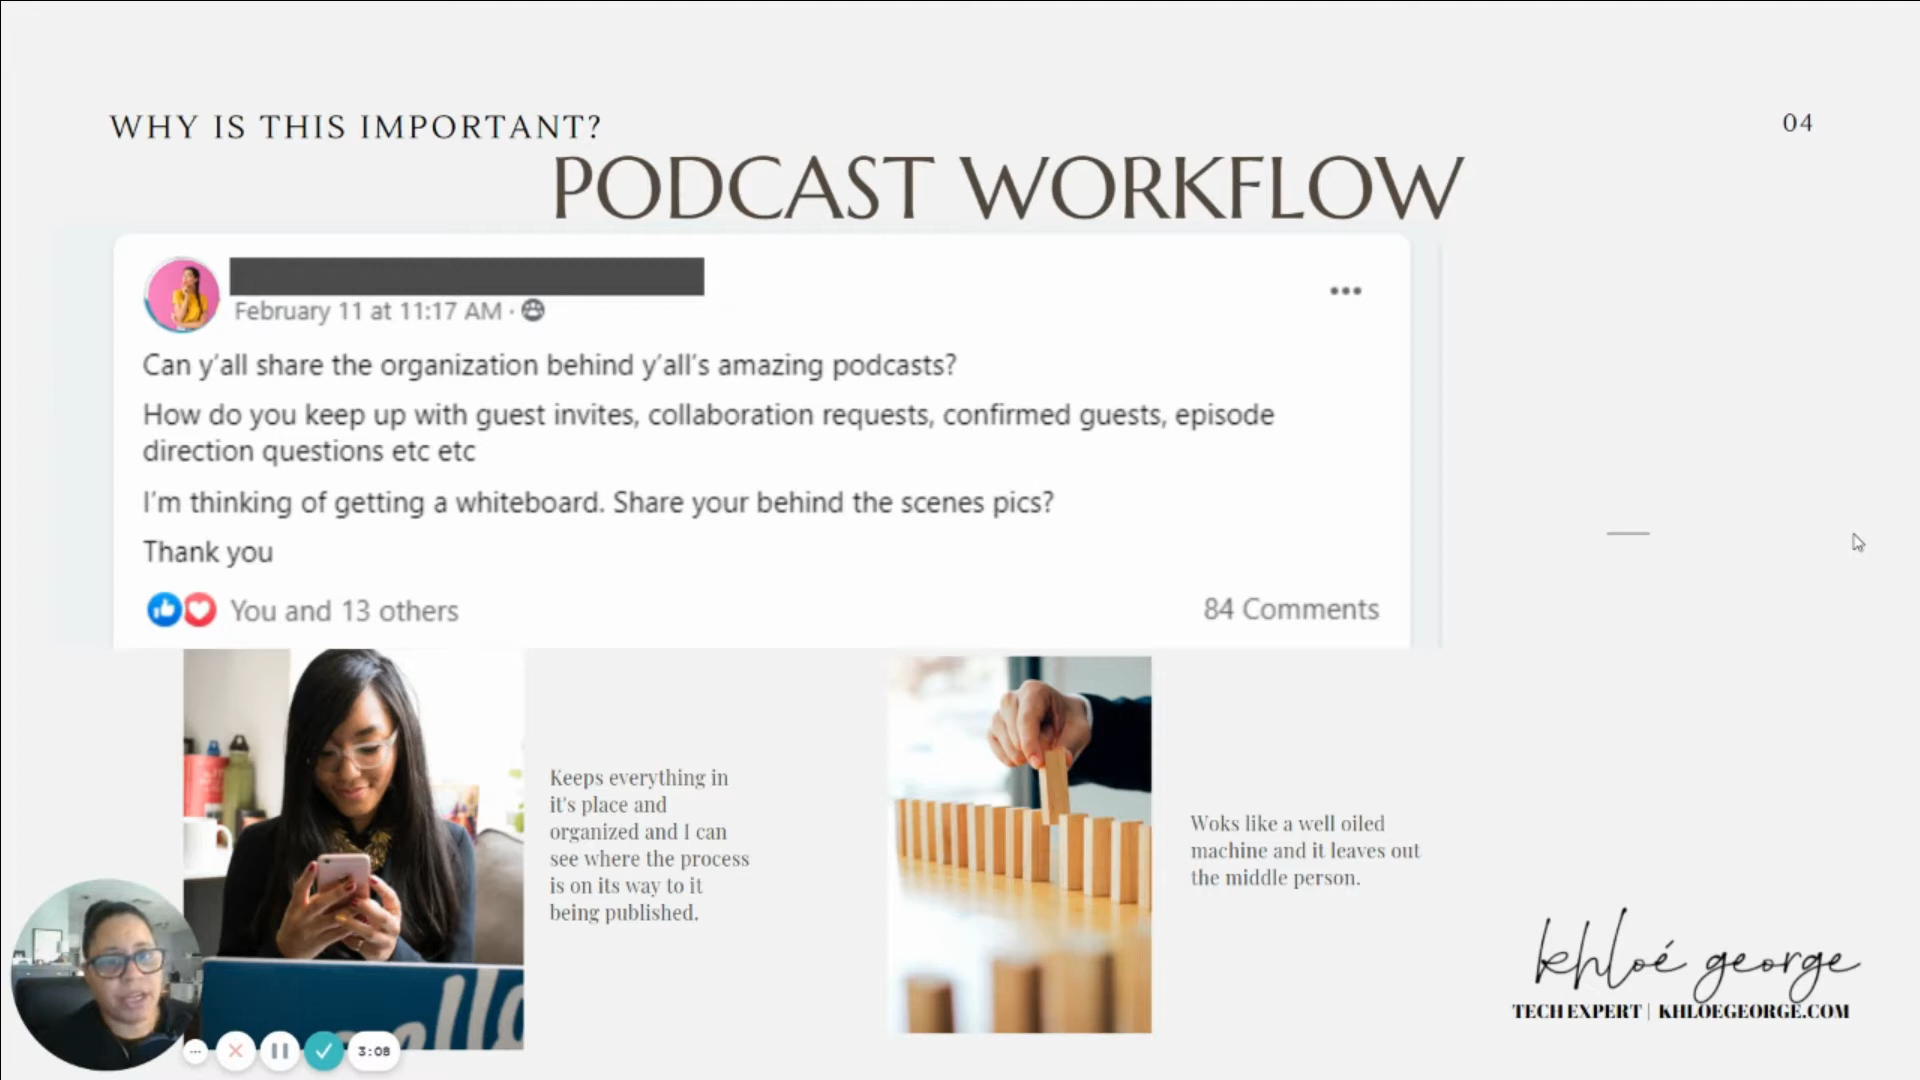 WHY IS THIS IMPORTANT?
04
PODCAST WORKFLOW
February 11 at 11:17 AM ·
Can y'all share the organization behind y'all's amazing podcasts?
How do you keep up with guest invites, collaboration requests, confirmed guests, episode
direction questions etc etc
I'm thinking of getting a whiteboard. Share your behind the scenes pics?
Thank you
You and 13 others
84 Comments
Keeps everything in
it's place and
organized and I can
see where the process
is on its way to it
being published.
Woks like a well oiled
machine and it leaves out
the middle person.
khloé george
TECH EXPERT | KHLOEGEORGE.COM
3:08